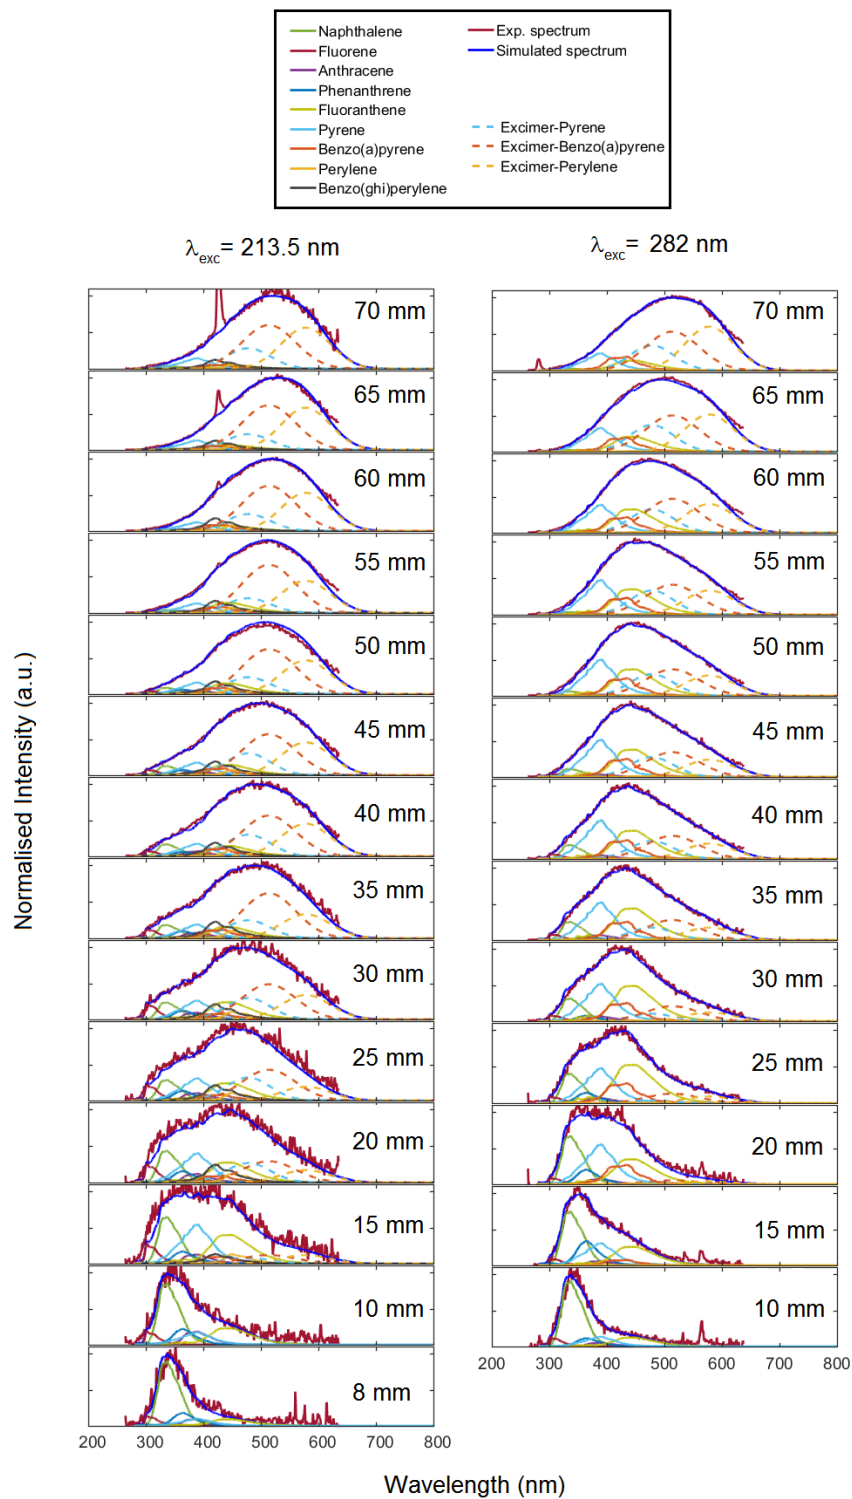 Naphthalene
Fluorene
Anthracene
Phenanthrene
Fluoranthene
Pyrene
Benzo(a)pyrene
Perylene
Benzo(ghi)perylene
Exp. spectrum
Simulated spectrum
Excimer-Pyrene
Excimer-Benzo(a)pyrene
Excimer-Perylene
λexc= 213.5 nm
70 mm
65 mm
60 mm
55 mm
50 mm
45 mm
40 mm
35 mm
30 mm
25 mm
20 mm
15 mm
10 mm
8 mm
200 300 400 500 600 700 800
λexc= 282 nm
70 mm
65 mm
60 mm
55 mm
50 mm
45 mm
40 mm
35 mm
30 mm
25 mm
20 mm
15 mm
10 mm
200 300 400 500 600 700 800
Normalised Intensity (a.u.)
Wavelength (nm)